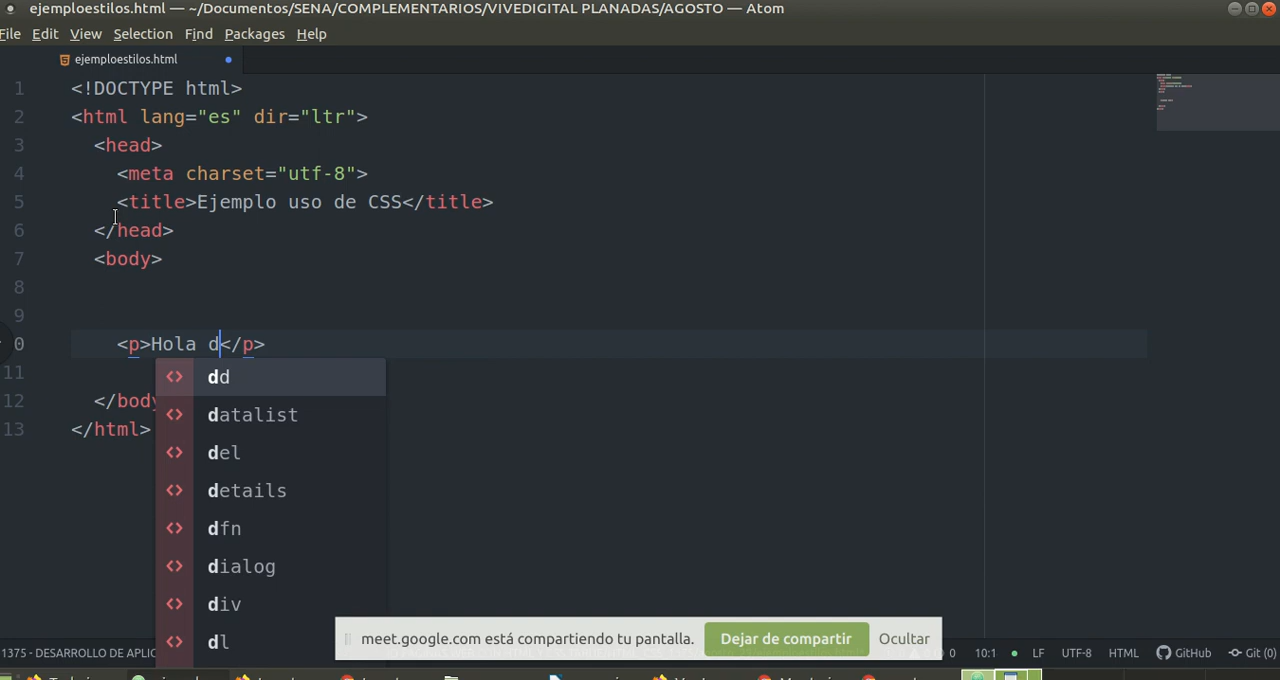 ejemploestilos.html — ~/Documentos/SENA/COMPLEMENTARIOS/VIVEDIGITAL PLANADAS/AGOSTO — Atom
File Edit View Selection Find Packages Help
ejemploestilos.html
1 <!DOCTYPE html>
2 <html lang="es" dir="ltr">
3 <head>
4 <meta charset="utf-8">
5 <title>Ejemplo uso de CSS</title>
6 </head>
7 <body>
8
9
0 <p>Hola d</p>
11
12 </body
13 </html>
<> dd
<> datalist
<> del
<> details
<> dfn
<> dialog
<> div
<> dl
meet.google.com está compartiendo tu pantalla. Dejar de compartir Ocultar
1375 - DESARROLLO DE APLIC 0 10:1 LF UTF-8 HTML GitHub Git (0)